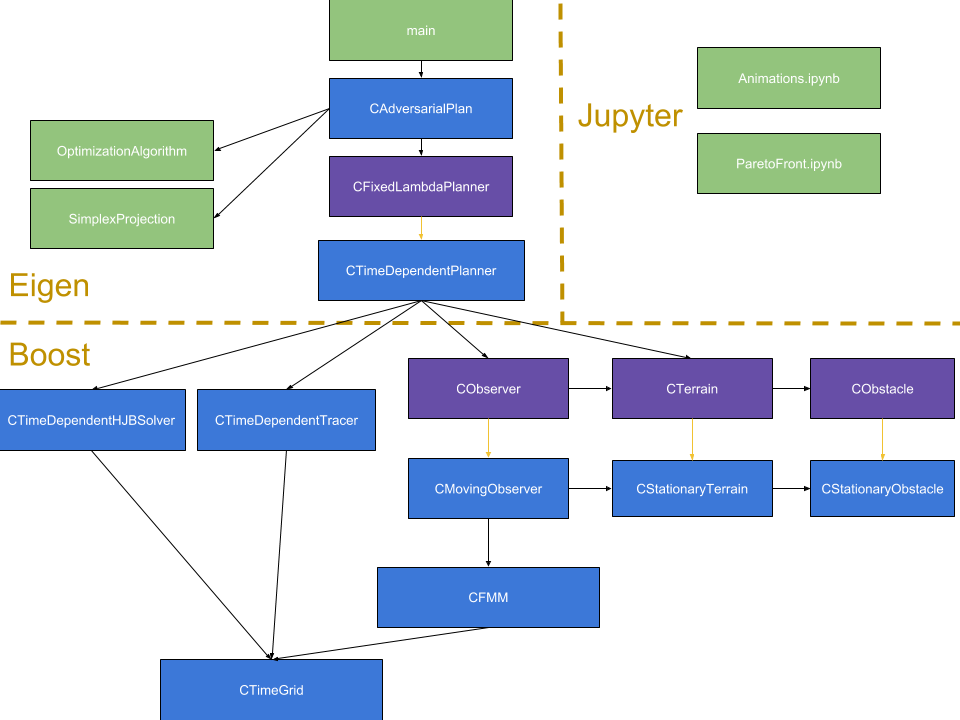 main
Animations.ipynb
CAdversarialPlan
Jupyter
OptimizationAlgorithm
ParetoFront.ipynb
CFixedLambdaPlanner
SimplexProjection
CTimeDependentPlanner
Eigen
Boost
CObserver
CTerrain
CObstacle
CTimeDependentHJBSolver
CTimeDependentTracer
CMovingObserver
CStationaryTerrain
CStationaryObstacle
CFMM
CTimeGrid